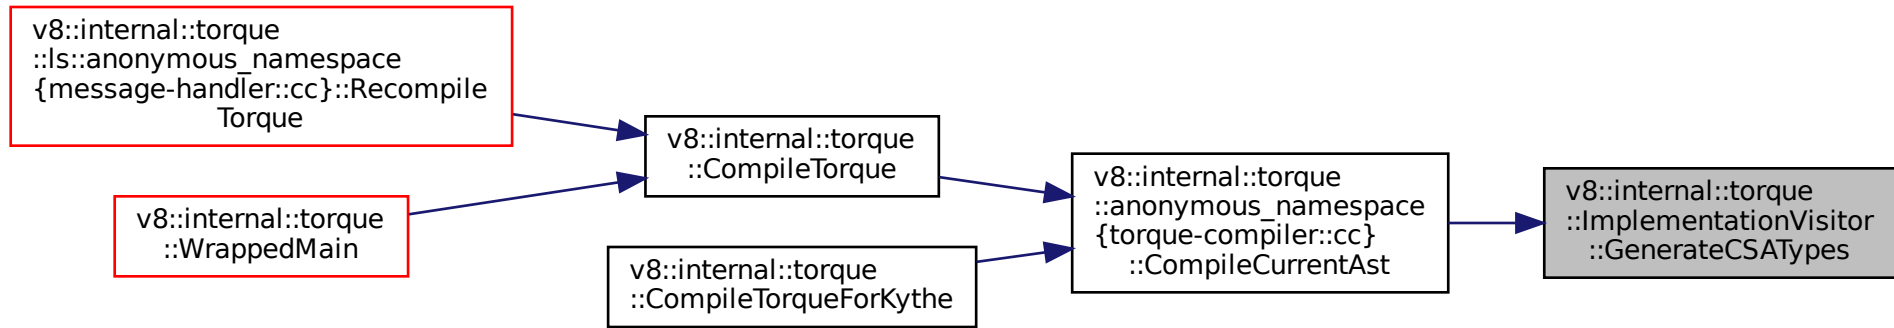 v8::internal::torque
::ls::anonymous_namespace
{message-handler::cc}::Recompile
Torque
v8::internal::torque
::WrappedMain
v8::internal::torque
::CompileTorque
v8::internal::torque
::CompileTorqueForKythe
v8::internal::torque
::anonymous_namespace
{torque-compiler::cc}
::CompileCurrentAst
v8::internal::torque
::ImplementationVisitor
::GenerateCSATypes